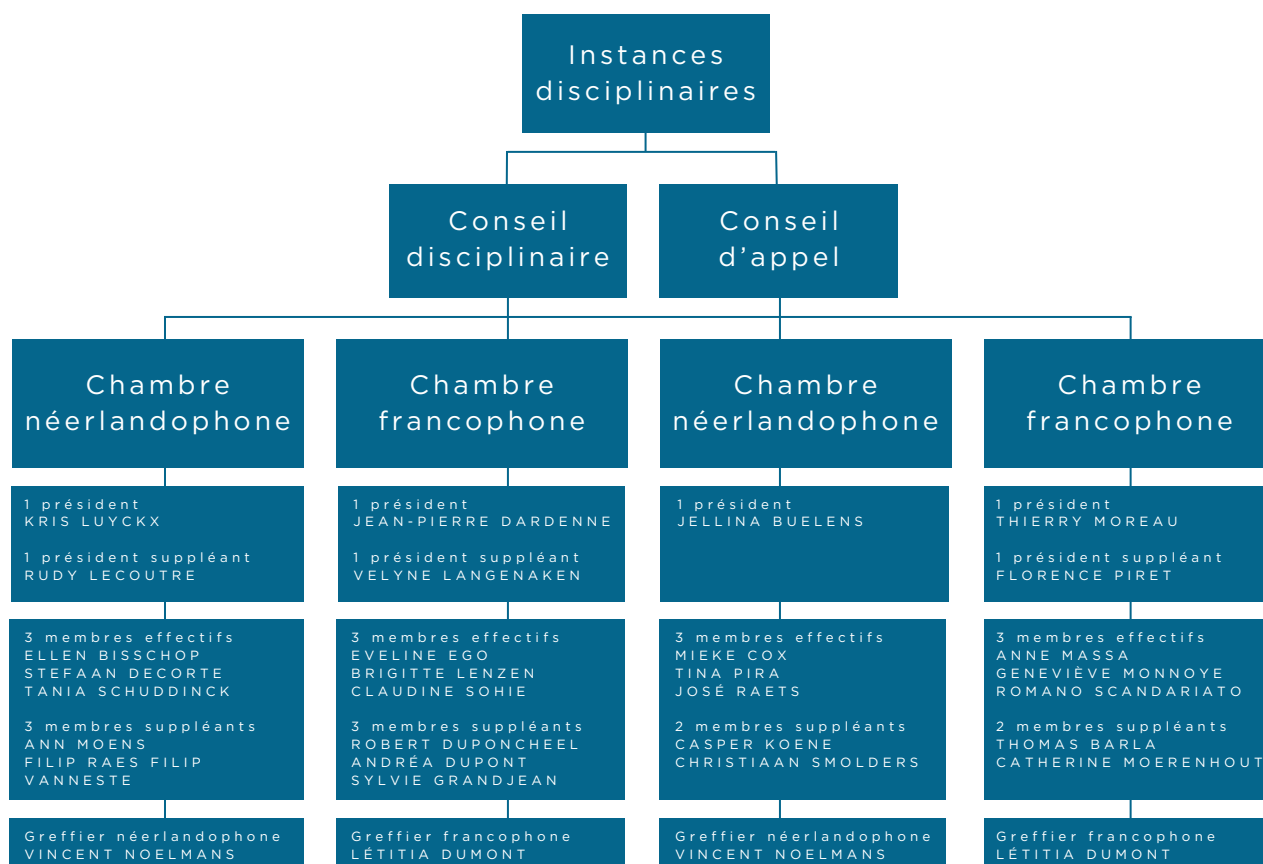 Instances
disciplinaires
Conseil
disciplinaire
Conseil
d’appel
Chambre
néerlandophone
1 président
KRIS LUYCKX
1 président suppléant
RUDY LECOUTRE
3 membres effectifs
ELLEN BISSCHOP
STEFAAN DECORTE
TANIA SCHUDDINCK
3 membres suppléants
ANN MOENS
FILIP RAES FILIP
VANNESTE
Greffier néerlandophone
VINCENT NOELMANS
Chambre
francophone
1 président
JEAN-PIERRE DARDENNE
1 président suppléant
VELYNE LANGENAKEN
3 membres effectifs
EVELINE EGO
BRIGITTE LENZEN
CLAUDINE SOHIE
3 membres suppléants
ROBERT DUPONCHEEL
ANDRÉA DUPONT
SYLVIE GRANDJEAN
Greffier francophone
LÉTITIA DUMONT
Chambre
néerlandophone
1 président
JELLINA BUELENS
3 membres effectifs
MIEKE COX
TINA PIRA
JOSÉ RAETS
2 membres suppléants
CASPER KOENE
CHRISTIAAN SMOLDERS
Greffier néerlandophone
VINCENT NOELMANS
Chambre
francophone
1 président
THIERRY MOREAU
1 président suppléant
FLORENCE PIRET
3 membres effectifs
ANNE MASSA
GENEVIÈVE MONNOYE
ROMANO SCANDARIATO
2 membres suppléants
THOMAS BARLA
CATHERINE MOERENHOUT
Greffier francophone
LÉTITIA DUMONT